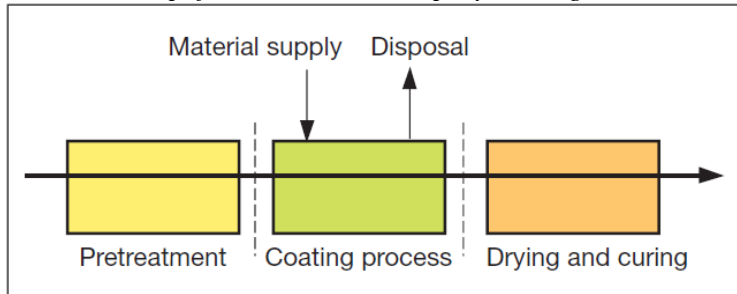 Material supply Disposal
Pretreatment Coating process Drying and curing